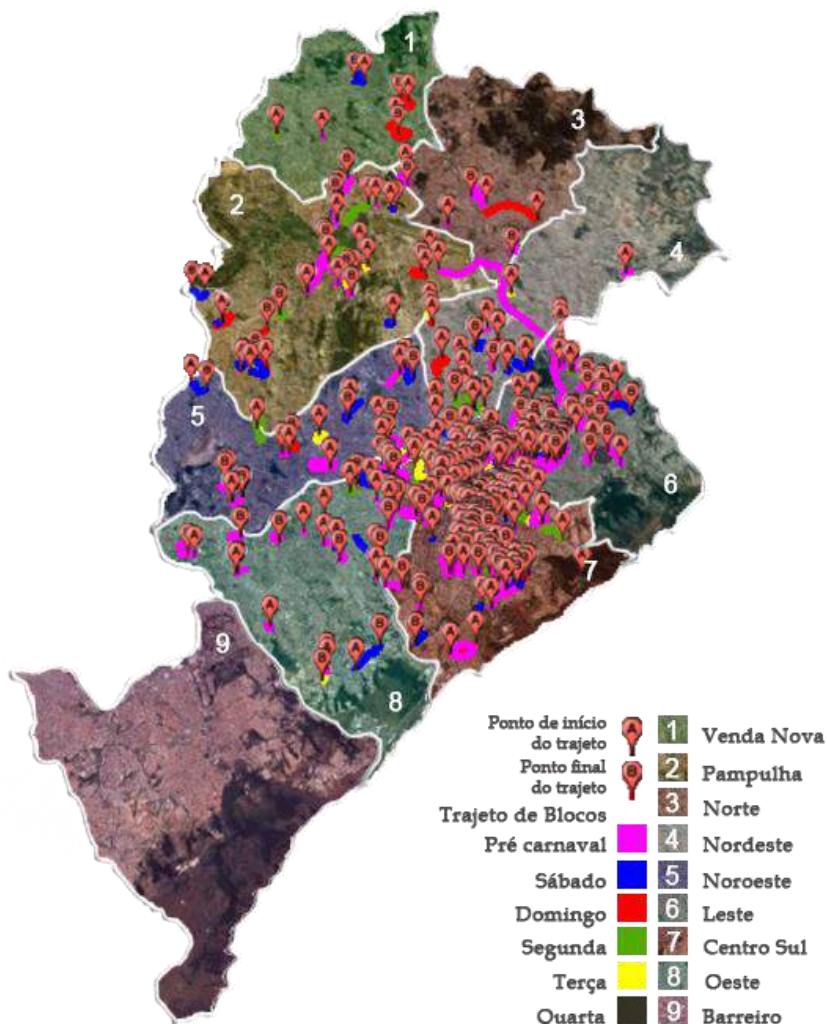 1
3
2
4
5
6
7
9
8
Ponto de início
do trajeto
A
1 Venda Nova
Ponto final
do trajeto
B
2 Pampulha
3 Norte
Trajeto de Blocos
Pré carnaval
4 Nordeste
Sábado
5 Noroeste
Domingo
6 Leste
Segunda
7 Centro Sul
Terça
8 Oeste
Quarta
9 Barreiro